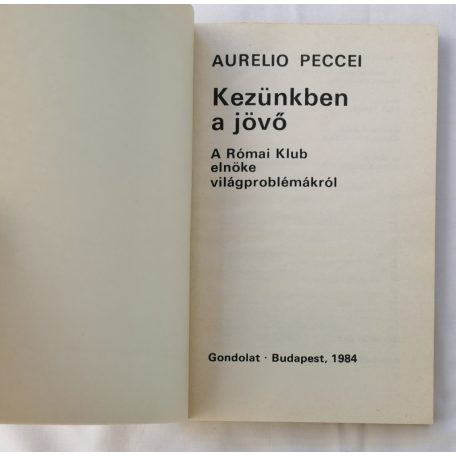 AURELIO PECCEI
Kezünkben
a jövő
A Római Klub
elnöke
világproblémákról
Gondolat · Budapest, 1984